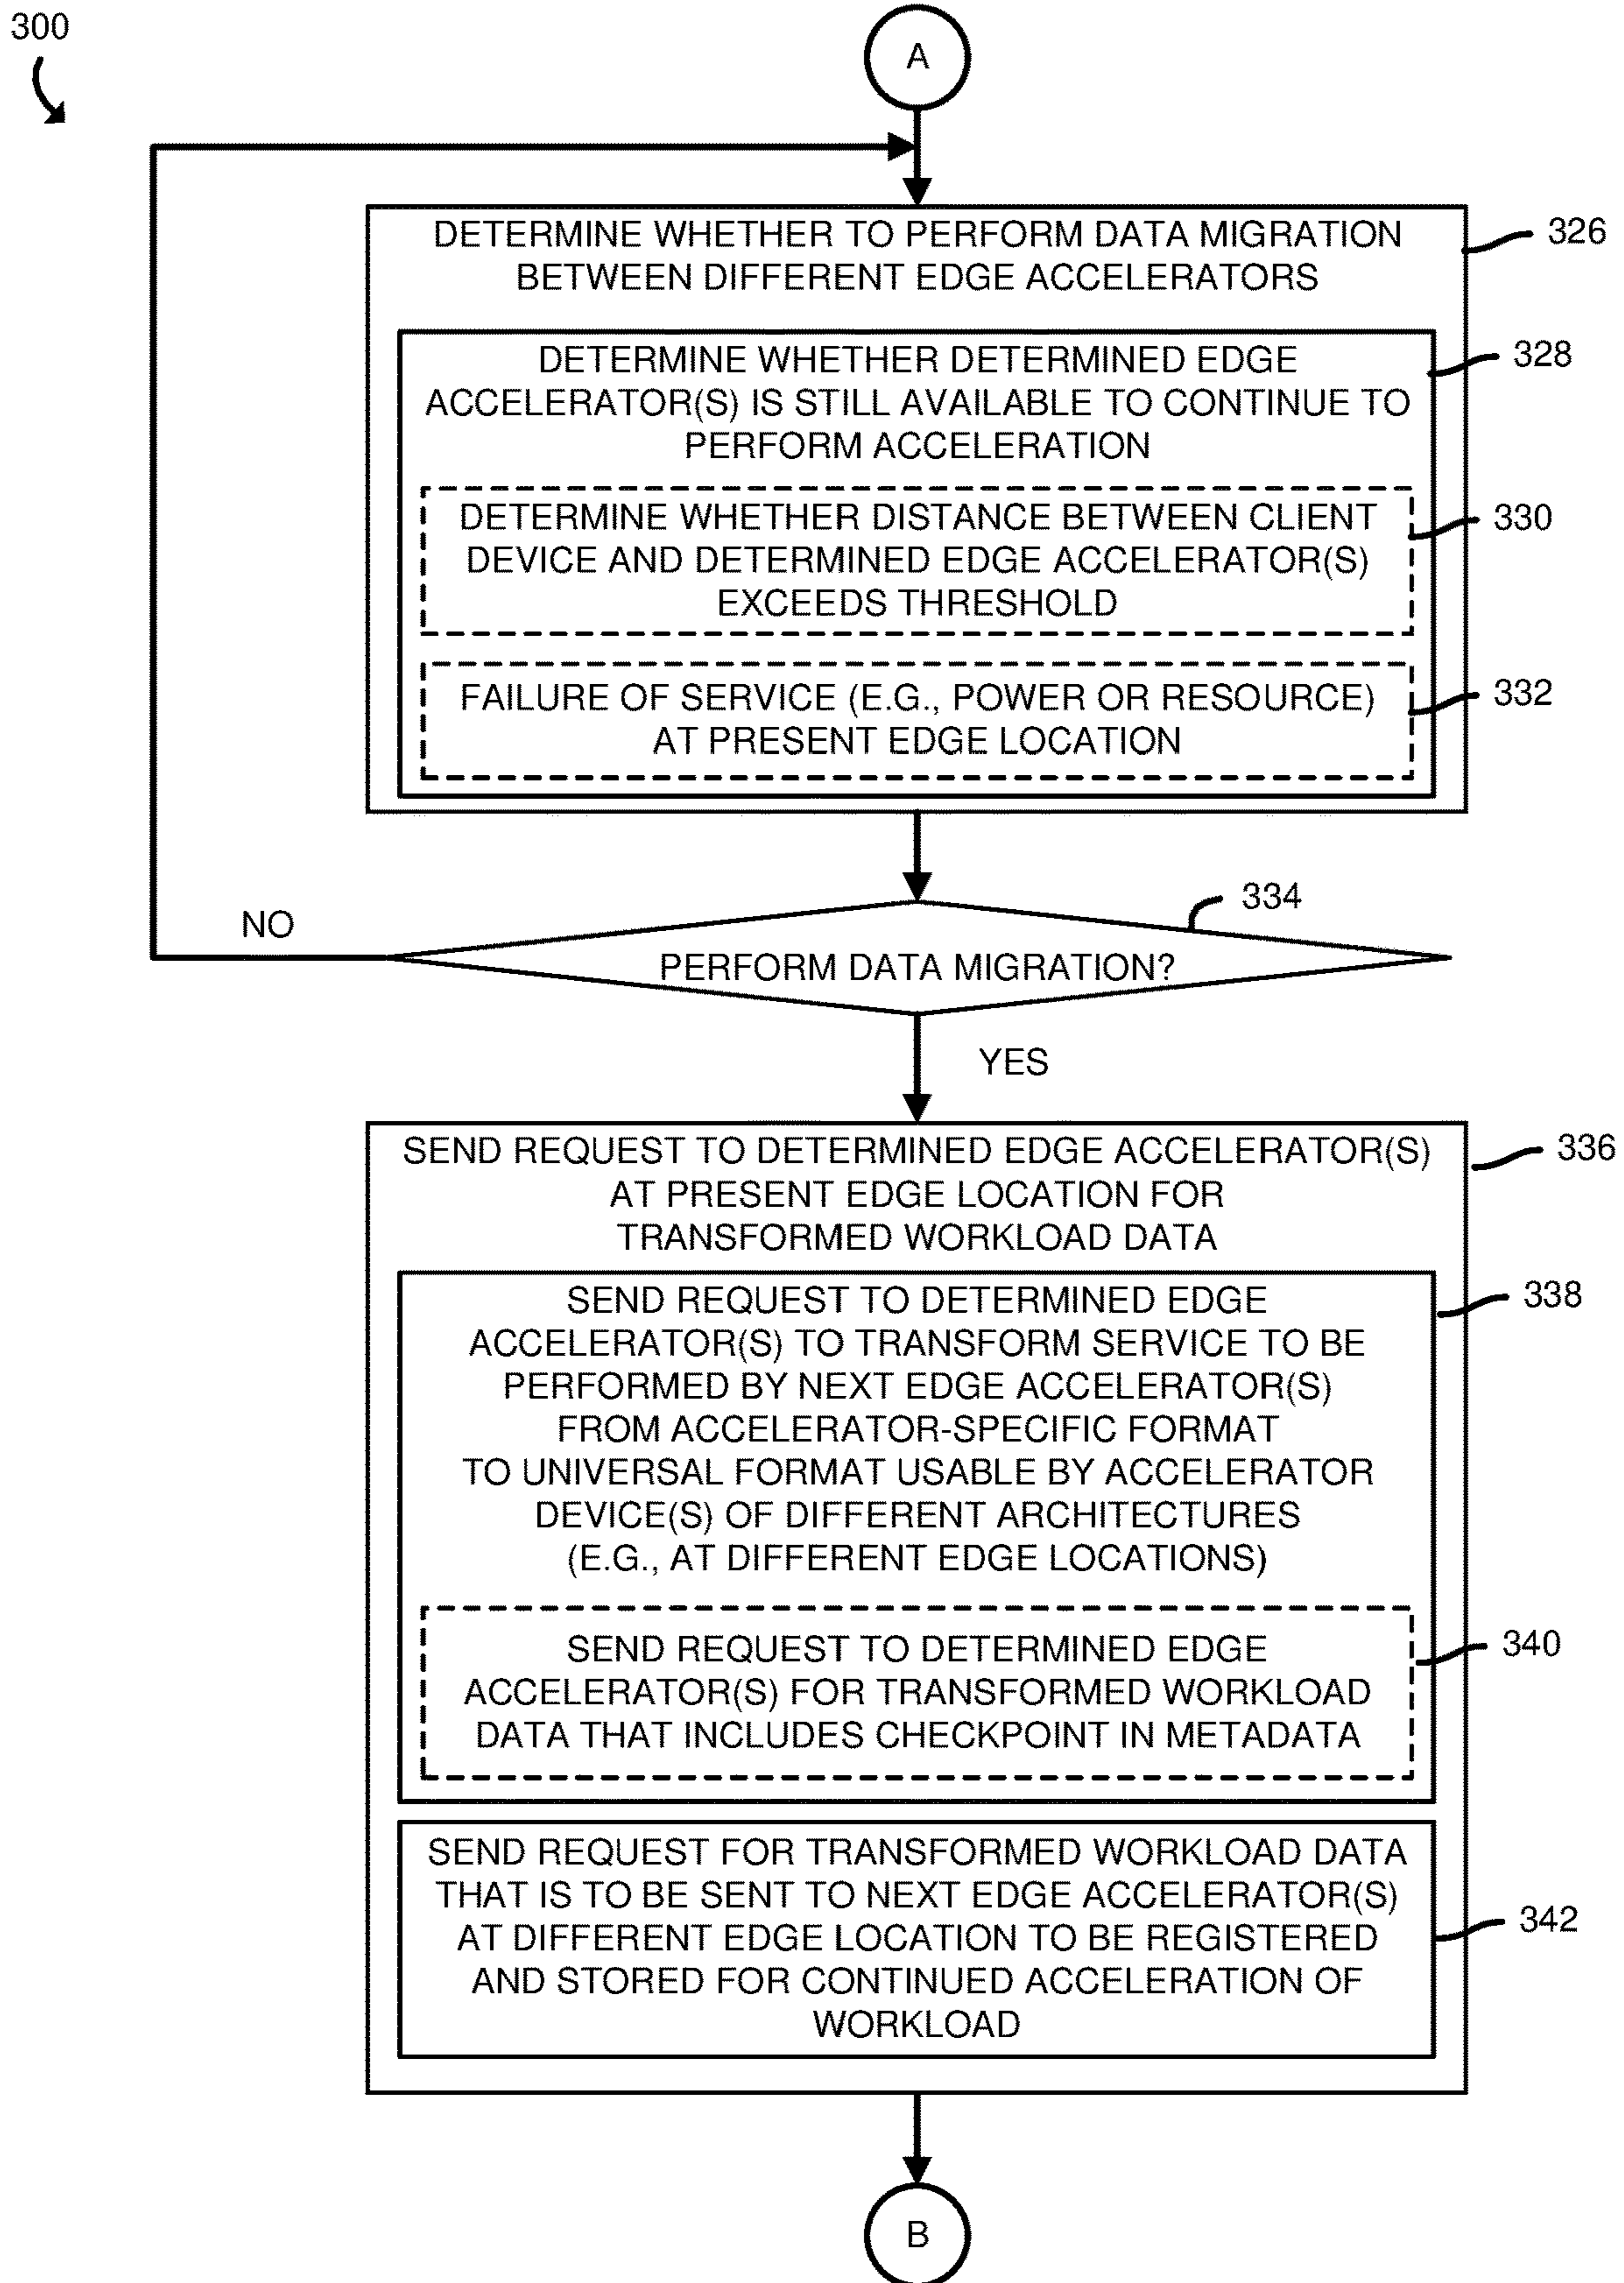 300
A
DETERMINE WHETHER TO PERFORM DATA MIGRATION
BETWEEN DIFFERENT EDGE ACCELERATORS
326
DETERMINE WHETHER DETERMINED EDGE
ACCELERATOR(S) IS STILL AVAILABLE TO CONTINUE TO
PERFORM ACCELERATION
328
DETERMINE WHETHER DISTANCE BETWEEN CLIENT
DEVICE AND DETERMINED EDGE ACCELERATOR(S)
EXCEEDS THRESHOLD
330
FAILURE OF SERVICE (E.G., POWER OR RESOURCE)
AT PRESENT EDGE LOCATION
332
334
NO
PERFORM DATA MIGRATION?
YES
SEND REQUEST TO DETERMINED EDGE ACCELERATOR(S)
AT PRESENT EDGE LOCATION FOR
TRANSFORMED WORKLOAD DATA
336
SEND REQUEST TO DETERMINED EDGE
ACCELERATOR(S) TO TRANSFORM SERVICE TO BE
PERFORMED BY NEXT EDGE ACCELERATOR(S)
FROM ACCELERATOR-SPECIFIC FORMAT
TO UNIVERSAL FORMAT USABLE BY ACCELERATOR
DEVICE(S) OF DIFFERENT ARCHITECTURES
(E.G., AT DIFFERENT EDGE LOCATIONS)
338
SEND REQUEST TO DETERMINED EDGE
ACCELERATOR(S) FOR TRANSFORMED WORKLOAD
DATA THAT INCLUDES CHECKPOINT IN METADATA
340
SEND REQUEST FOR TRANSFORMED WORKLOAD DATA
THAT IS TO BE SENT TO NEXT EDGE ACCELERATOR(S)
AT DIFFERENT EDGE LOCATION TO BE REGISTERED
AND STORED FOR CONTINUED ACCELERATION OF
WORKLOAD
342
B